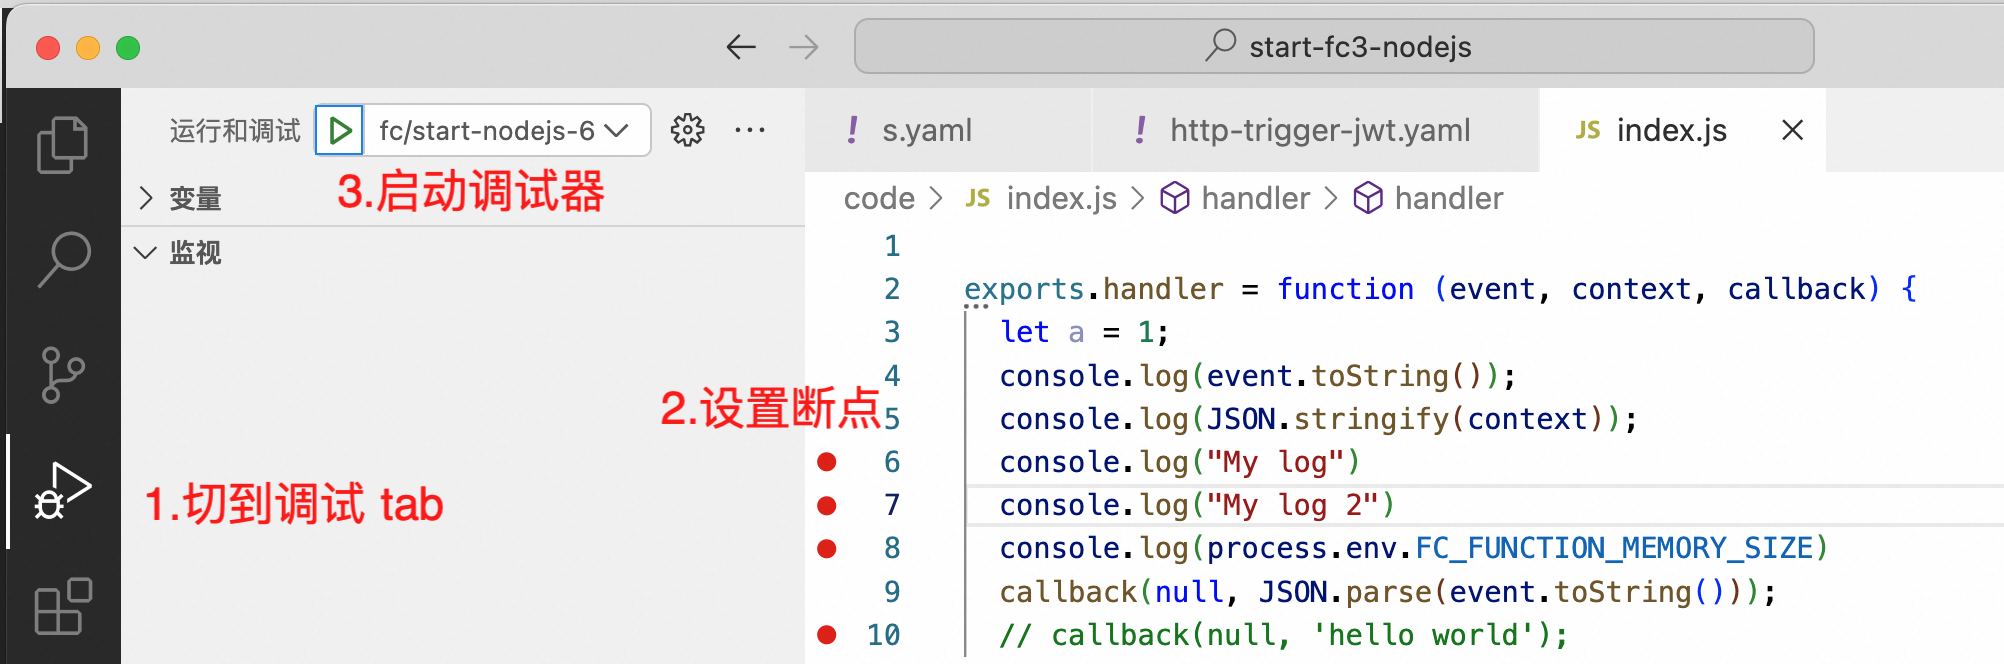 start-fc3-nodejs
运行和调试 fc/start-nodejs-6 ···
3.启动调试器
变量
监视
1.切到调试 tab
2.设置断点
! s.yaml ! http-trigger-jwt.yaml JS index.js
code > JS index.js > handler > handler
1
2 exports.handler = function (event, context, callback) {
3 let a = 1;
4 console.log(event.toString());
5 console.log(JSON.stringify(context));
6 console.log("My log")
7 console.log("My log 2")
8 console.log(process.env.FC_FUNCTION_MEMORY_SIZE)
9 callback(null, JSON.parse(event.toString()));
10 // callback(null, 'hello world');